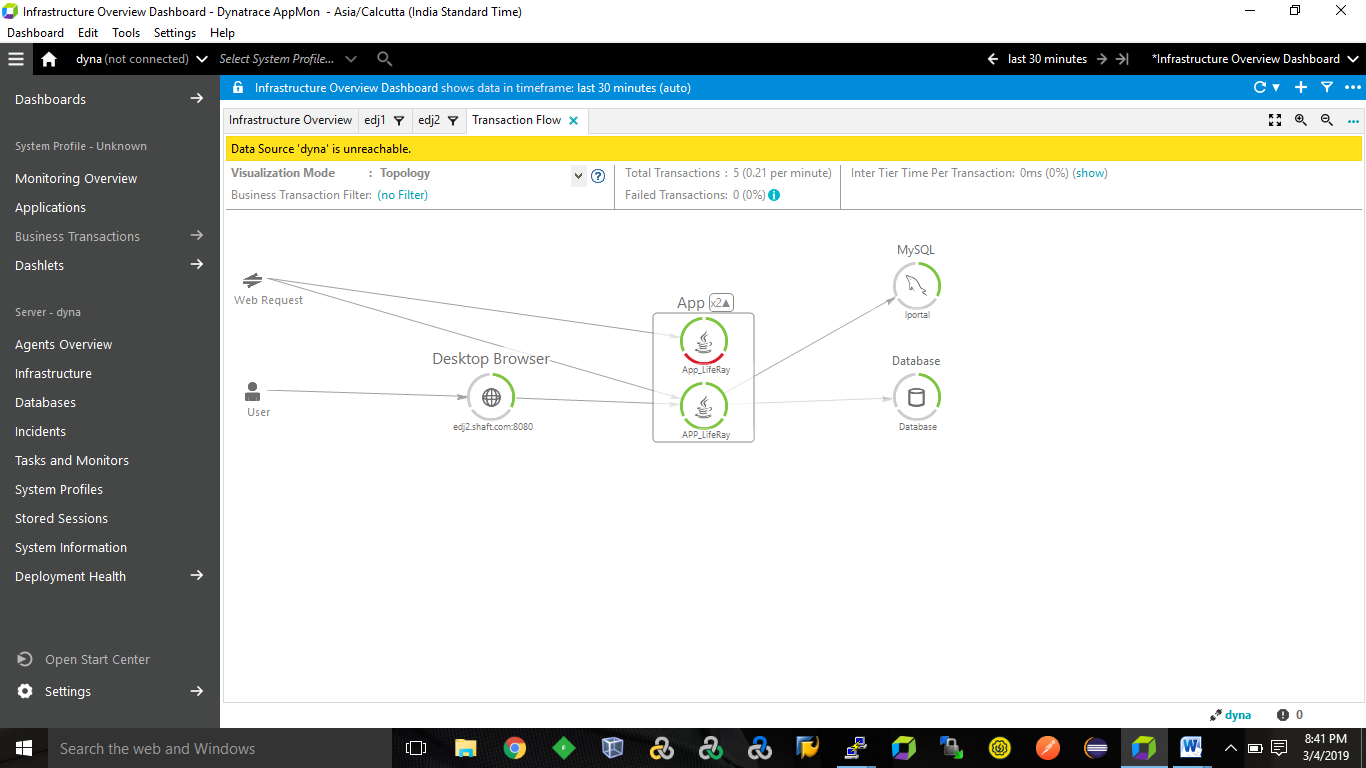 Infrastructure Overview Dashboard - Dynatrace AppMon - Asia/Calcutta (India Standard Time)
Dashboard Edit Tools Settings Help
dyna (not connected) Select System Profile... last 30 minutes *Infrastructure Overview Dashboard
Infrastructure Overview Dashboard shows data in timeframe: last 30 minutes (auto)
Dashboards
System Profile - Unknown
Monitoring Overview
Applications
Business Transactions
Dashlets
Server - dyna
Agents Overview
Infrastructure
Databases
Incidents
Tasks and Monitors
System Profiles
Stored Sessions
System Information
Deployment Health
Open Start Center
Settings
Infrastructure Overview edj1 edj2 Transaction Flow
Data Source 'dyna' is unreachable.
Visualization Mode : Topology
Business Transaction Filter: (no Filter)
Total Transactions : 5 (0.21 per minute)
Failed Transactions: 0 (0%)
Inter Tier Time Per Transaction: 0ms (0%) (show)
Web Request
User
Desktop Browser
edj2.shaft.com:8080
App x2▲
App_LifeRay
APP_LifeRay
MySQL
lportal
Database
Database
dyna 0
Search the web and Windows
8:41 PM
3/4/2019